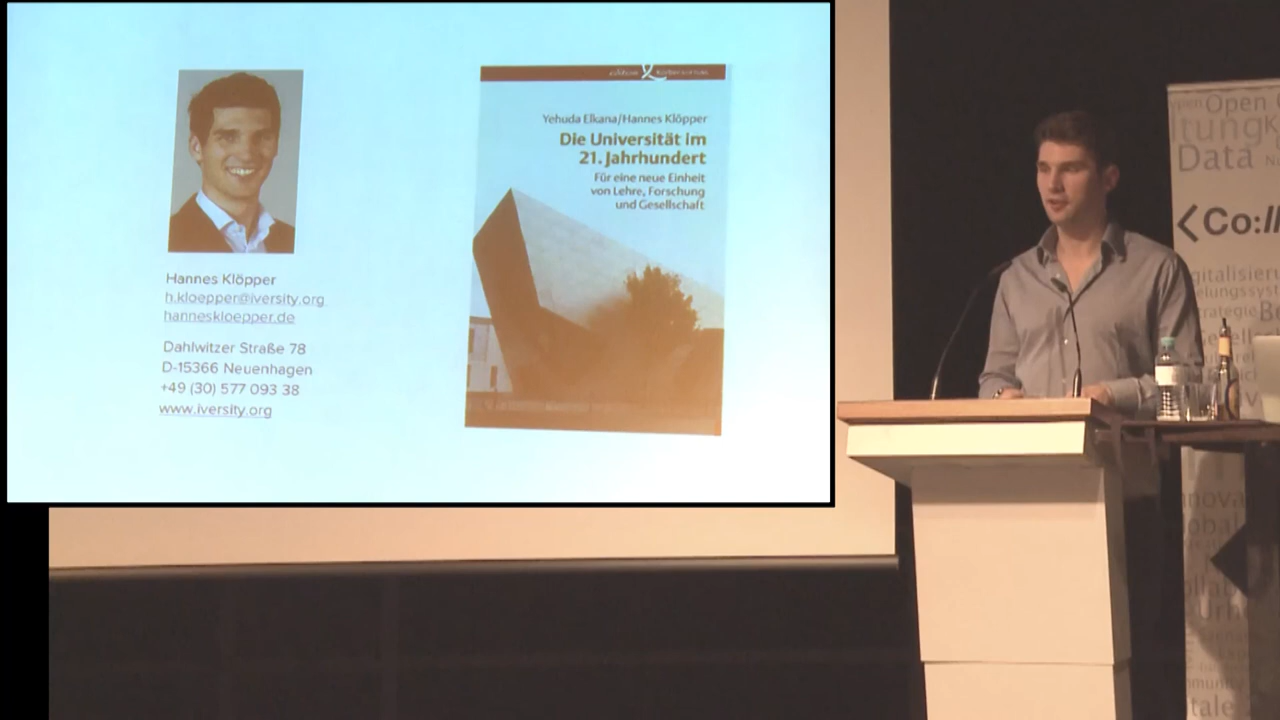 Hannes Klöpper
h.kloepper@iversity.org
hanneskloepper.de
Dahlwitzer Straße 78
D-15366 Neuenhagen
+49 (30) 577 093 38
www.iversity.org
Yehuda Elkana/Hannes Klöpper
Die Universität im
21. Jahrhundert
Für eine neue Einheit
von Lehre, Forschung
und Gesellschaft
Open
Data
<Co:ll